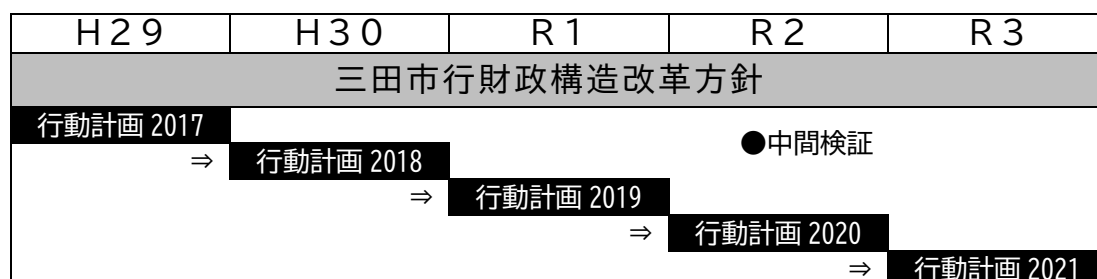 H29 H30 R1 R2 R3
三田市行財政構造改革方針
行動計画 2017
●中間検証
⇒ 行動計画 2018
⇒ 行動計画 2019
⇒ 行動計画 2020
⇒ 行動計画 2021